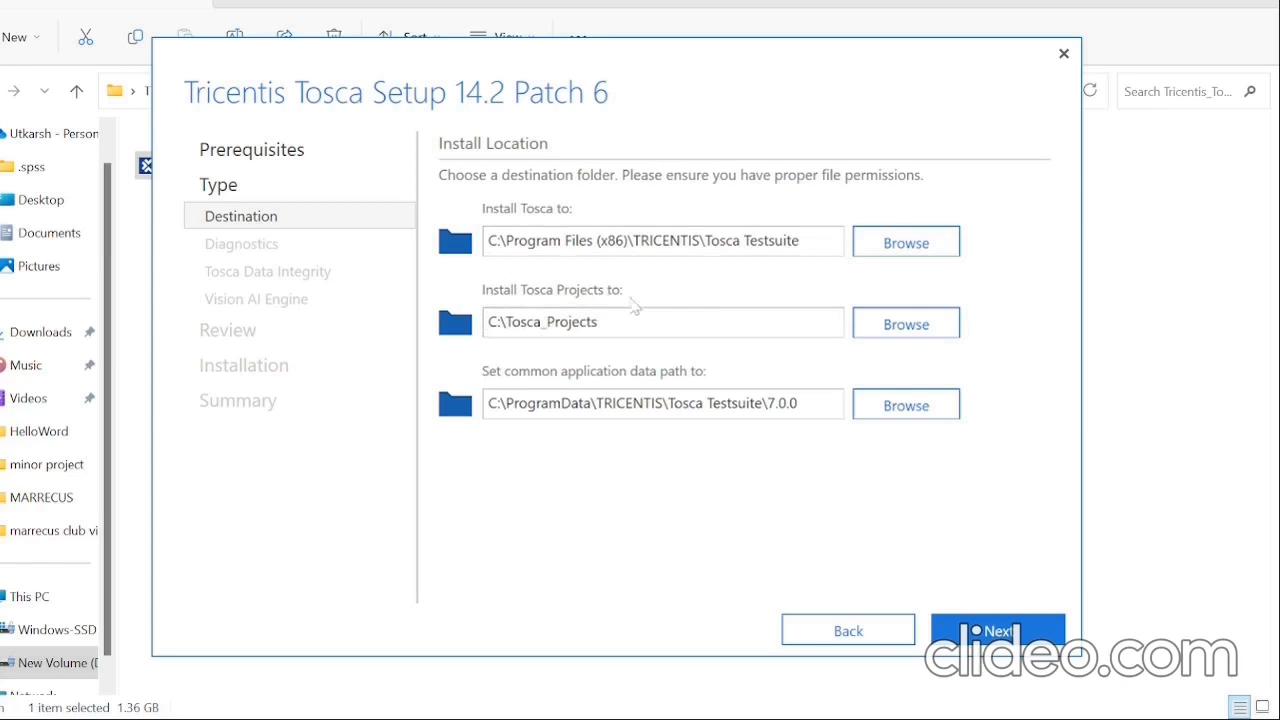 New
Sort
View
Search Tricentis_To...
Utkarsh - Person
.spss
Desktop
Documents
Pictures
Downloads
Music
Videos
HelloWord
minor project
MARRECUS
marrecus club vi
This PC
Windows-SSD
New Volume (D
1 item selected 1.36 GB
Tricentis Tosca Setup 14.2 Patch 6
Prerequisites
Type
Destination
Diagnostics
Tosca Data Integrity
Vision AI Engine
Review
Installation
Summary
Install Location
Choose a destination folder. Please ensure you have proper file permissions.
Install Tosca to:
C:\Program Files (x86)\TRICENTIS\Tosca Testsuite
Browse
Install Tosca Projects to:
C:\Tosca_Projects
Browse
Set common application data path to:
C:\ProgramData\TRICENTIS\Tosca Testsuite\7.0.0
Browse
Back
Next
clideo.com